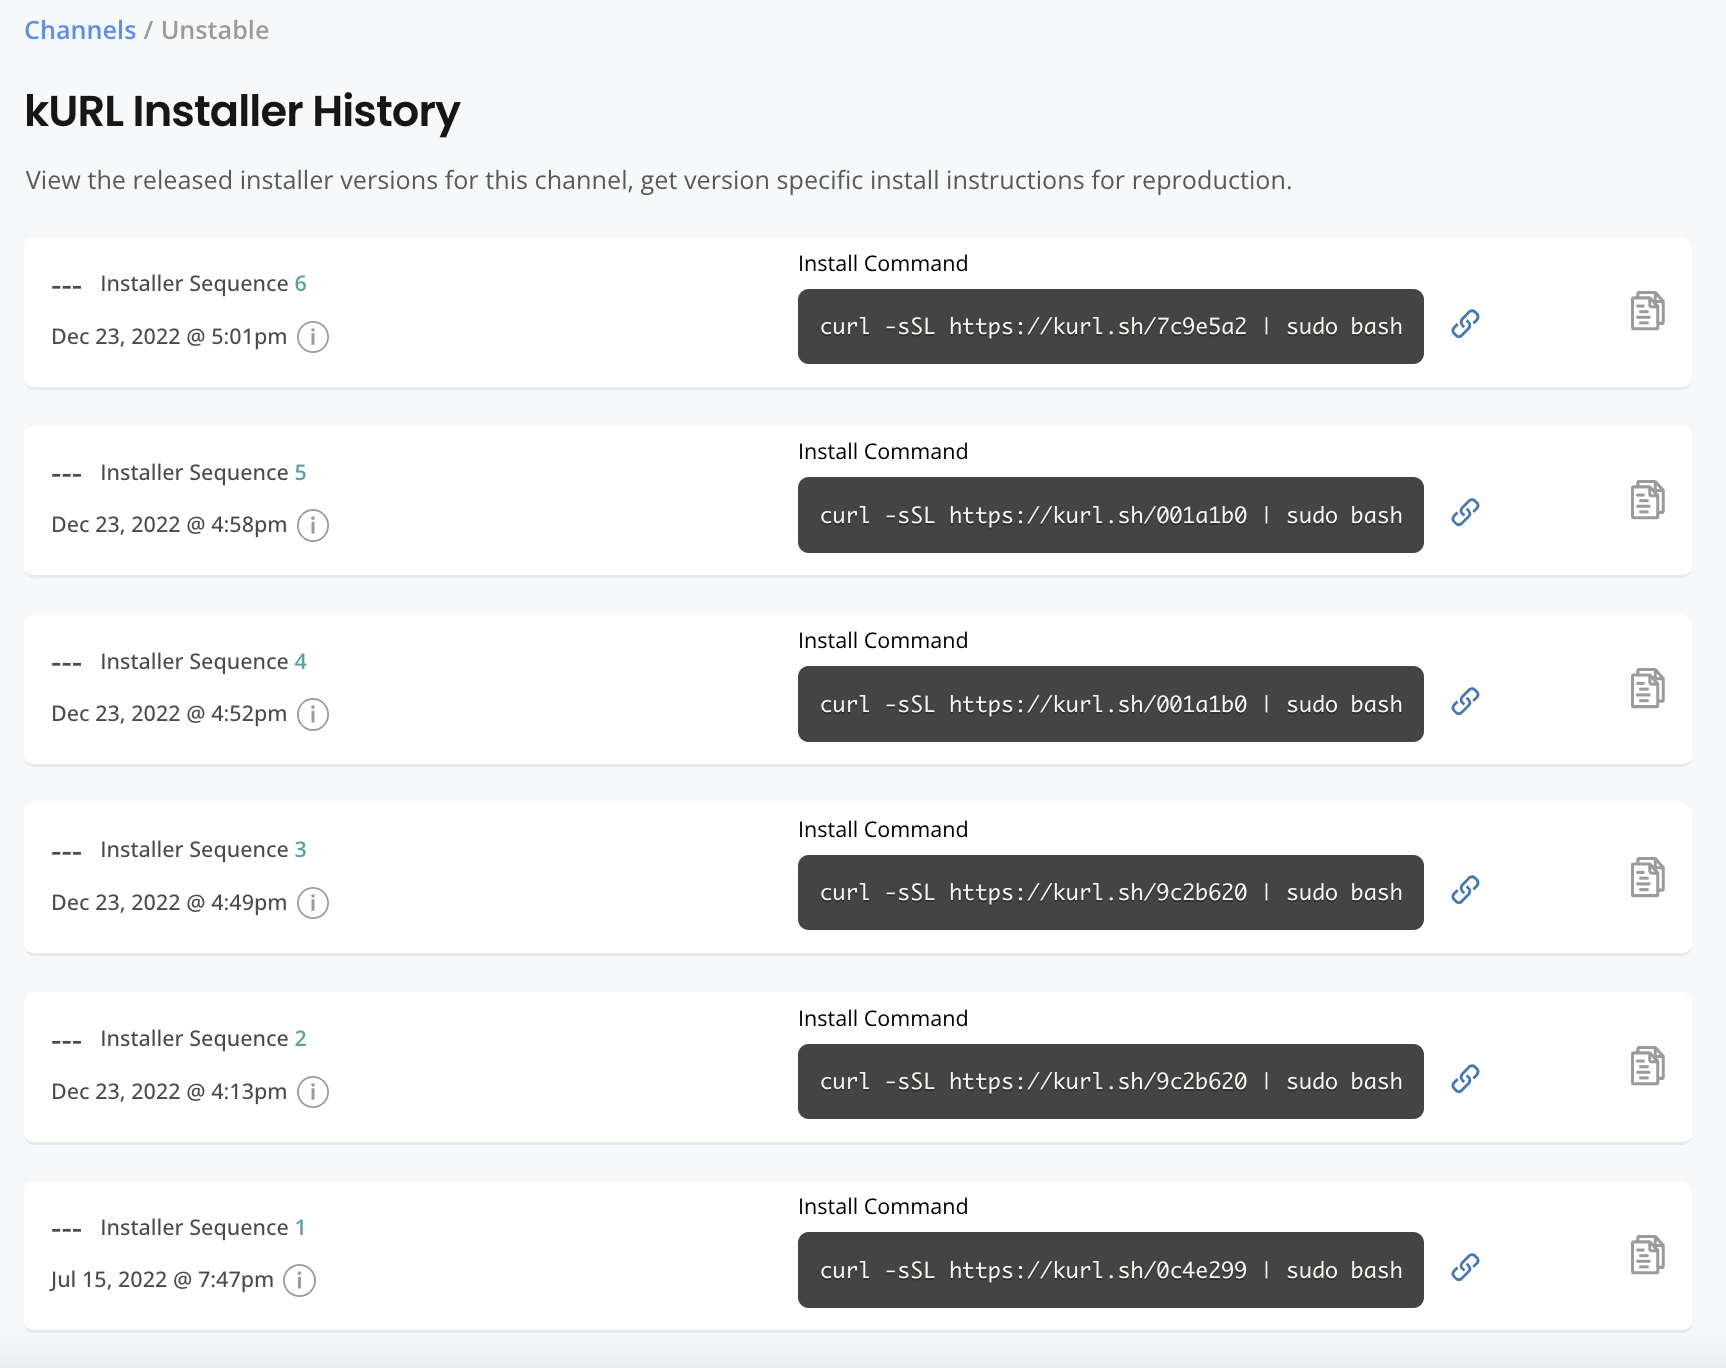 Channels / Unstable
kURL Installer History
View the released installer versions for this channel, get version specific install instructions for reproduction.
Install Command
--- Installer Sequence 6
curl -sSL https://kurl.sh/7c9e5a2 | sudo bash
Dec 23, 2022 @ 5:01pm
Install Command
--- Installer Sequence 5
curl -sSL https://kurl.sh/001a1b0 | sudo bash
Dec 23, 2022 @ 4:58pm
Install Command
--- Installer Sequence 4
curl -sSL https://kurl.sh/001a1b0 | sudo bash
Dec 23, 2022 @ 4:52pm
Install Command
--- Installer Sequence 3
curl -sSL https://kurl.sh/9c2b620 | sudo bash
Dec 23, 2022 @ 4:49pm
Install Command
--- Installer Sequence 2
curl -sSL https://kurl.sh/9c2b620 | sudo bash
Dec 23, 2022 @ 4:13pm
Install Command
--- Installer Sequence 1
curl -sSL https://kurl.sh/0c4e299 | sudo bash
Jul 15, 2022 @ 7:47pm